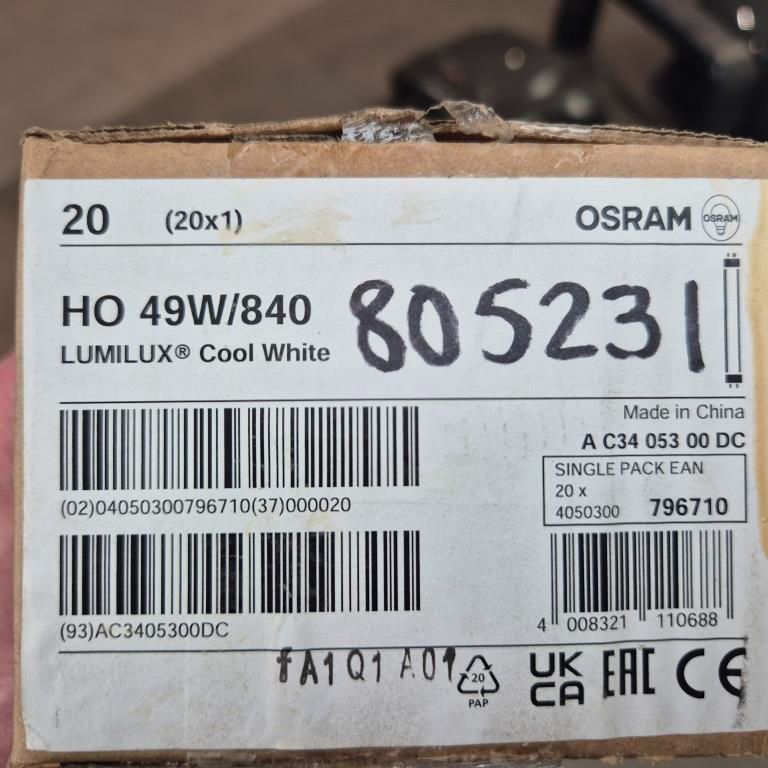 20 (20x1) OSRAM OSRAM
HO 49W/840 805231
LUMILUX® Cool White
Made in China
A C34 053 00 DC
SINGLE PACK EAN
20 x
4050300 796710
(02)04050300796710(37)000020
(93)AC3405300DC
4 008321 110688
fA1Q1 A01
20
PAP
UK
CA
EAC
CE